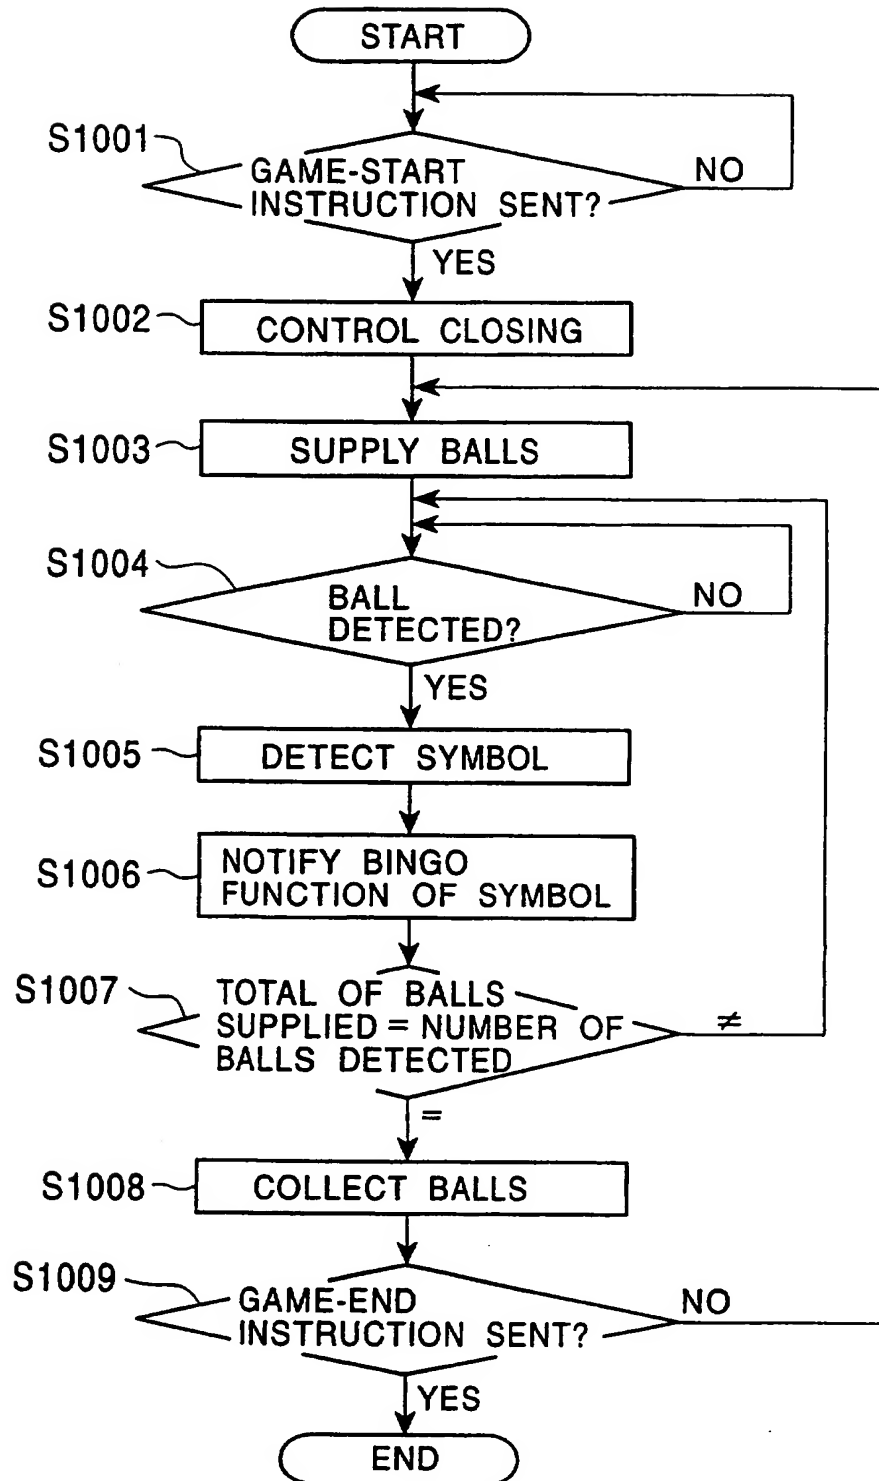 START
S1001
GAME-START
INSTRUCTION SENT?
NO
YES
S1002
CONTROL CLOSING
S1003
SUPPLY BALLS
S1004
BALL
DETECTED?
NO
YES
S1005
DETECT SYMBOL
S1006
NOTIFY BINGO
FUNCTION OF SYMBOL
S1007
TOTAL OF BALLS
SUPPLIED = NUMBER OF
BALLS DETECTED
≠
=
S1008
COLLECT BALLS
S1009
GAME-END
INSTRUCTION SENT?
NO
YES
END